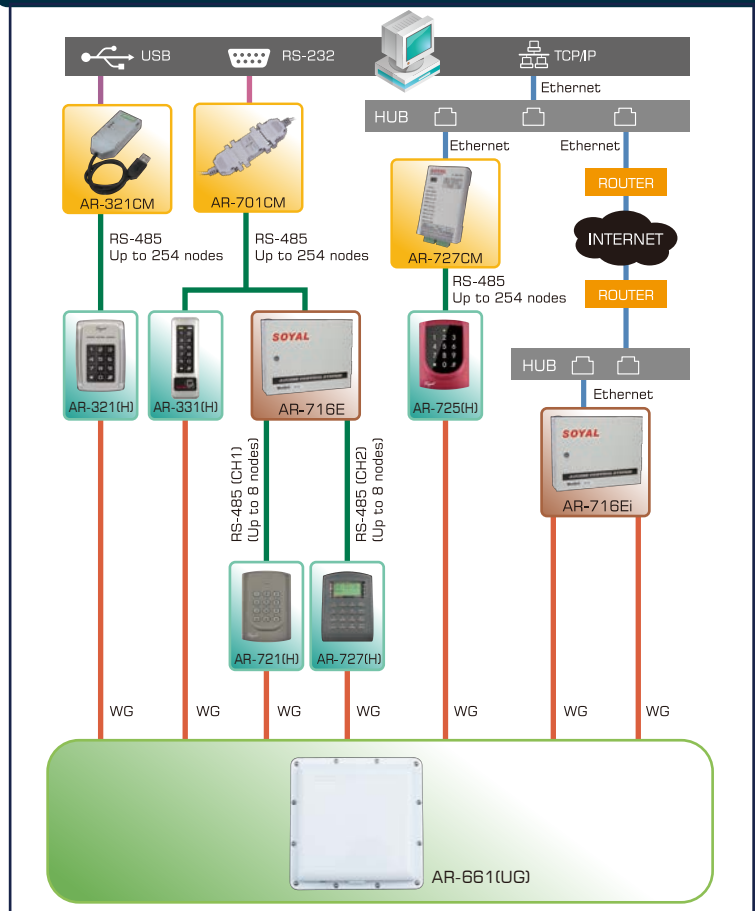 USB
RS-232
TCP/IP
Ethernet
HUB
Ethernet
Ethernet
ROUTER
INTERNET
ROUTER
HUB
Ethernet
AR-321CM
AR-701CM
SOYAL
AR-727CM
RS-485
Up to 254 nodes
RS-485
Up to 254 nodes
RS-485
Up to 254 nodes
AR-321(H)
AR-331(H)
SOYAL
AR-716E
AR-725(H)
SOYAL
AR-716Ei
RS-485 (CH1)
(Up to 8 nodes)
RS-485 (CH2)
(Up to 8 nodes)
AR-721(H)
AR-727(H)
WG
WG
WG
WG
WG
WG
WG
AR-661(UG)